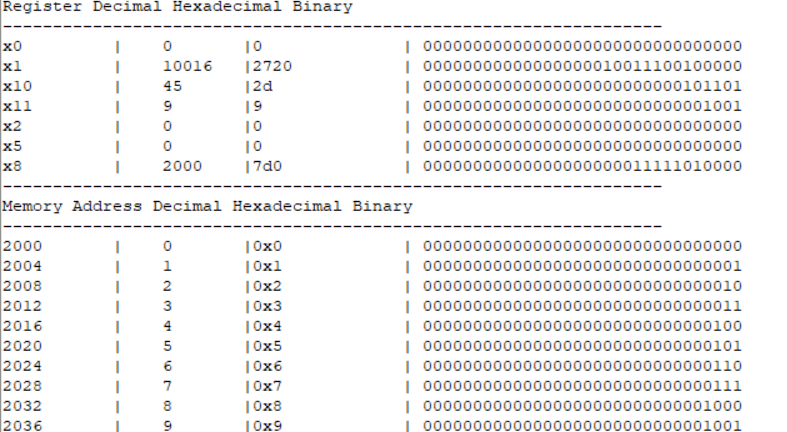 Register Decimal Hexadecimal Binary
------------------------------------------------------------------
x0 | 0 |0 | 00000000000000000000000000000000
x1 | 10016 |2720 | 00000000000000000010011100100000
x10 | 45 |2d | 00000000000000000000000000101101
x11 | 9 |9 | 00000000000000000000000000001001
x2 | 0 |0 | 00000000000000000000000000000000
x5 | 0 |0 | 00000000000000000000000000000000
x8 | 2000 |7d0 | 00000000000000000000011111010000
------------------------------------------------------------------
Memory Address Decimal Hexadecimal Binary
------------------------------------------------------------------
2000 | 0 |0x0 | 00000000000000000000000000000000
2004 | 1 |0x1 | 00000000000000000000000000000001
2008 | 2 |0x2 | 00000000000000000000000000000010
2012 | 3 |0x3 | 00000000000000000000000000000011
2016 | 4 |0x4 | 00000000000000000000000000000100
2020 | 5 |0x5 | 00000000000000000000000000000101
2024 | 6 |0x6 | 00000000000000000000000000000110
2028 | 7 |0x7 | 00000000000000000000000000000111
2032 | 8 |0x8 | 00000000000000000000000000001000
2036 | 9 |0x9 | 00000000000000000000000000001001